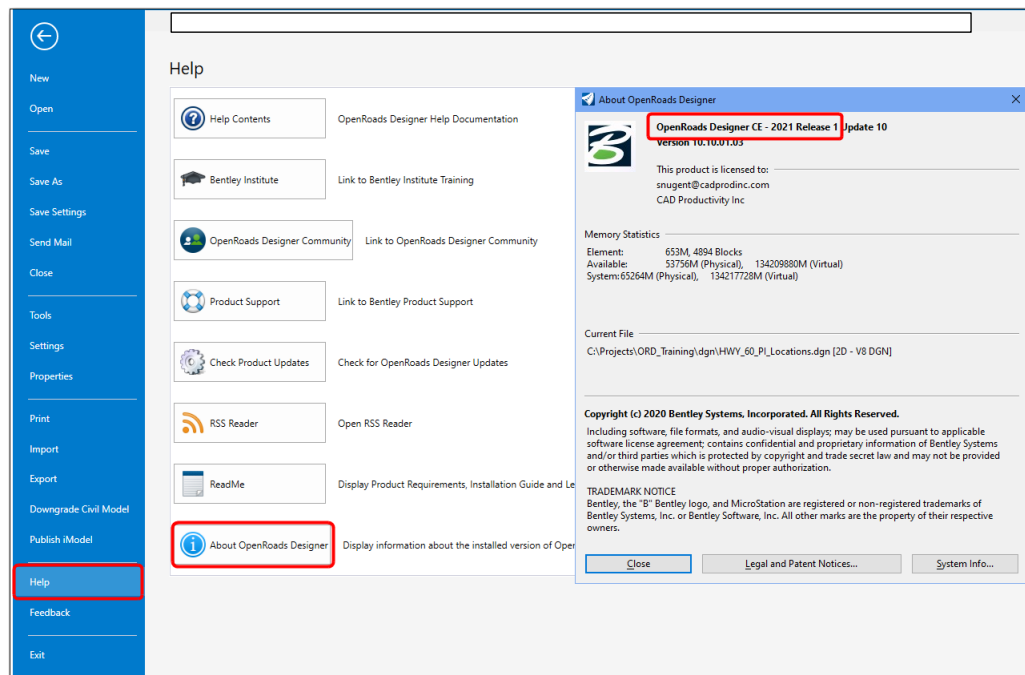 New
Open
Save
Save As
Save Settings
Send Mail
Close
Tools
Settings
Properties
Print
Import
Export
Downgrade Civil Model
Publish iModel
Help
Feedback
Exit
Help
Help Contents OpenRoads Designer Help Documentation
Bentley Institute Link to Bentley Institute Training
OpenRoads Designer Community Link to OpenRoads Designer Community
Product Support Link to Bentley Product Support
Check Product Updates Check for OpenRoads Designer Updates
RSS Reader Open RSS Reader
ReadMe Display Product Requirements, Installation Guide and Le
About OpenRoads Designer Display information about the installed version of Oper
About OpenRoads Designer
OpenRoads Designer CE - 2021 Release 1 Update 10
Version 10.10.01.03
This product is licensed to:
snugent@cadprodinc.com
CAD Productivity Inc
Memory Statistics
Element: 653M, 4894 Blocks
Available: 53756M (Physical), 134209880M (Virtual)
System: 65264M (Physical), 134217728M (Virtual)
Current File
C:\Projects\ORD_Training\dgn\HWY_60_PI_Locations.dgn [2D - V8 DGN]
Copyright (c) 2020 Bentley Systems, Incorporated. All Rights Reserved.
Including software, file formats, and audio-visual displays; may be used pursuant to applicable
software license agreement; contains confidential and proprietary information of Bentley Systems
and/or third parties which is protected by copyright and trade secret law and may not be provided
or otherwise made available without proper authorization.
TRADEMARK NOTICE
Bentley, the "B" Bentley logo, and MicroStation are registered or non-registered trademarks of
Bentley Systems, Inc. or Bentley Software, Inc. All other marks are the property of their respective
owners.
Close Legal and Patent Notices... System Info...